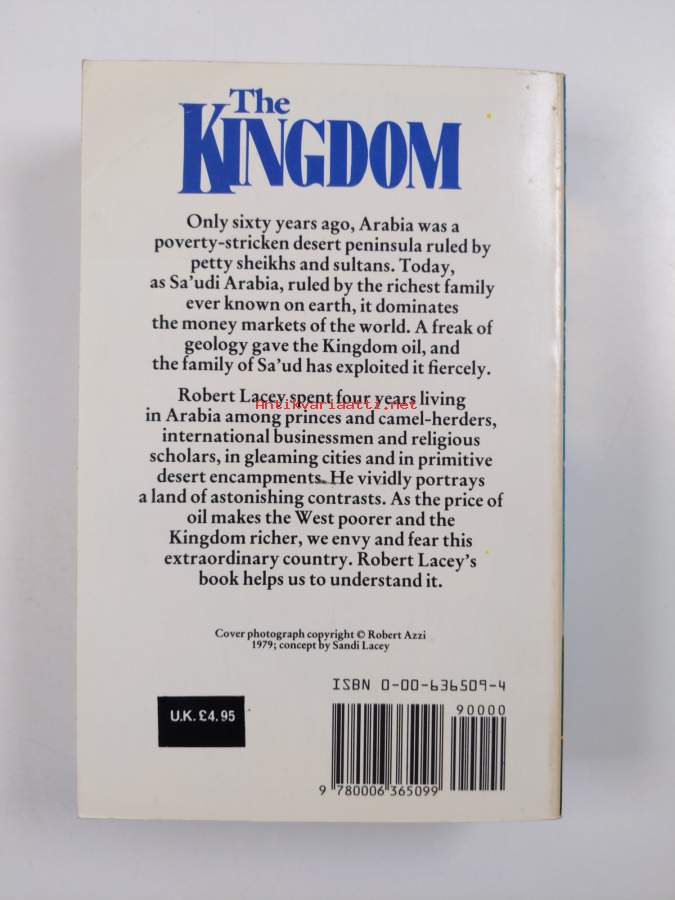 The
KINGDOM
Only sixty years ago, Arabia was a
poverty-stricken desert peninsula ruled by
petty sheikhs and sultans. Today,
as Sa'udi Arabia, ruled by the richest family
ever known on earth, it dominates
the money markets of the world. A freak of
geology gave the Kingdom oil, and
the family of Sa'ud has exploited it fiercely.
Robert Lacey spent four years living
Antikvariaatti.net
in Arabia among princes and camel-herders,
international businessmen and religious
scholars, in gleaming cities and in primitive
desert encampments. He vividly portrays
a land of astonishing contrasts. As the price of
oil makes the West poorer and the
Kingdom richer, we envy and fear this
extraordinary country. Robert Lacey's
book helps us to understand it.
Cover photograph copyright © Robert Azzi
1979; concept by Sandi Lacey
ISBN 0-00-636509-4
90000
U.K. £4.95
9 780006 365099